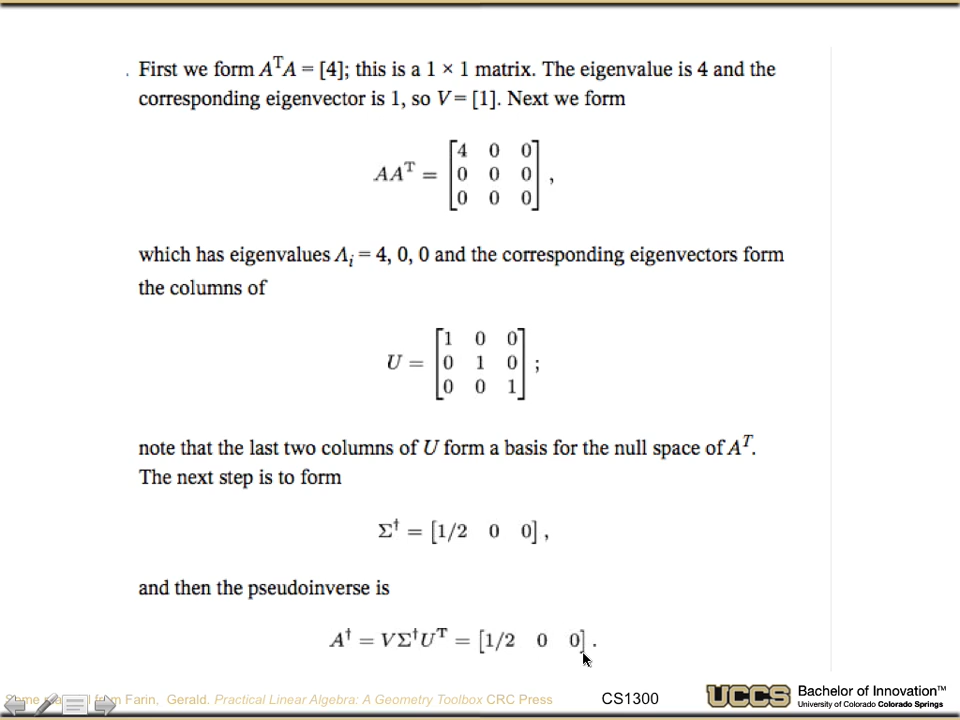 . First we form AᵀA = [4]; this is a 1 × 1 matrix. The eigenvalue is 4 and the
corresponding eigenvector is 1, so V = [1]. Next we form
AAᵀ = [4 0 0
0 0 0
0 0 0],
which has eigenvalues Λᵢ = 4, 0, 0 and the corresponding eigenvectors form
the columns of
U = [1 0 0
0 1 0
0 0 1];
note that the last two columns of U form a basis for the null space of Aᵀ.
The next step is to form
Σ† = [1/2 0 0],
and then the pseudoinverse is
A† = VΣ†Uᵀ = [1/2 0 0].
from Farin, Gerald. Practical Linear Algebra: A Geometry Toolbox CRC Press
CS1300
UCCS
Bachelor of Innovation™
University of Colorado Colorado Springs